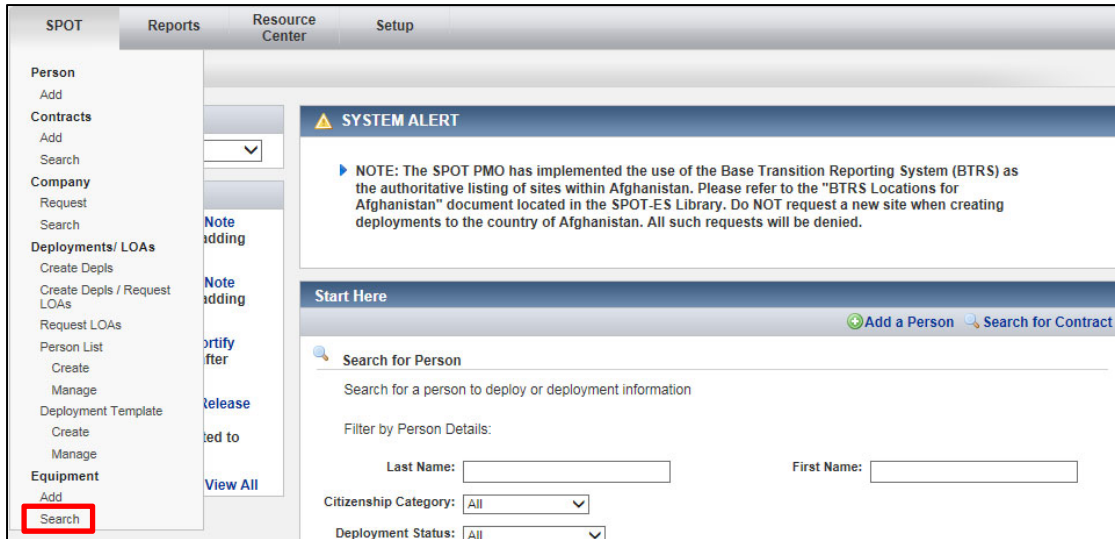 SPOT
Reports
Resource
Center
Setup
Person
Add
Contracts
Add
Search
Company
Request
Search
Deployments/ LOAs
Create Depls
Create Depls / Request
LOAs
Request LOAs
Person List
Create
Manage
Deployment Template
Create
Manage
Equipment
Add
Search
Note
adding
Note
adding
ortify
fter
Release
ted to
View All
SYSTEM ALERT
NOTE: The SPOT PMO has implemented the use of the Base Transition Reporting System (BTRS) as
the authoritative listing of sites within Afghanistan. Please refer to the "BTRS Locations for
Afghanistan" document located in the SPOT-ES Library. Do NOT request a new site when creating
deployments to the country of Afghanistan. All such requests will be denied.
Start Here
Add a Person Search for Contract
Search for Person
Search for a person to deploy or deployment information
Filter by Person Details:
Last Name: First Name:
Citizenship Category: All
Deployment Status: All